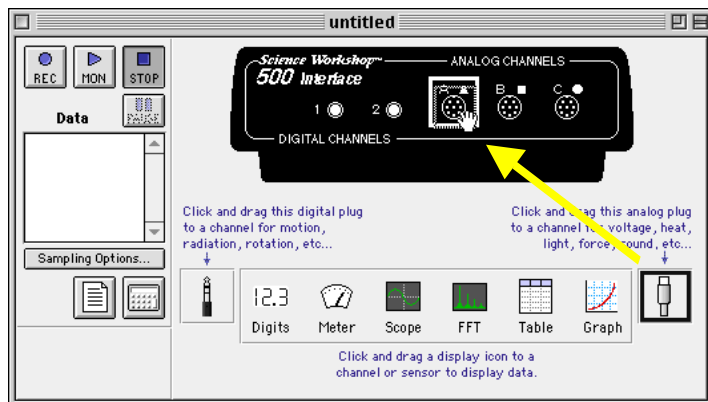 untitled
REC MON STOP
PAUSE
Data
Sampling Options...
Science Workshop™
500 Interface
ANALOG CHANNELS
A B C
1 2
DIGITAL CHANNELS
Click and drag this digital plug
to a channel for motion,
radiation, rotation, etc...
Click and drag this analog plug
to a channel for voltage, heat,
light, force, sound, etc...
12.3
Digits Meter Scope FFT Table Graph
Click and drag a display icon to a
channel or sensor to display data.